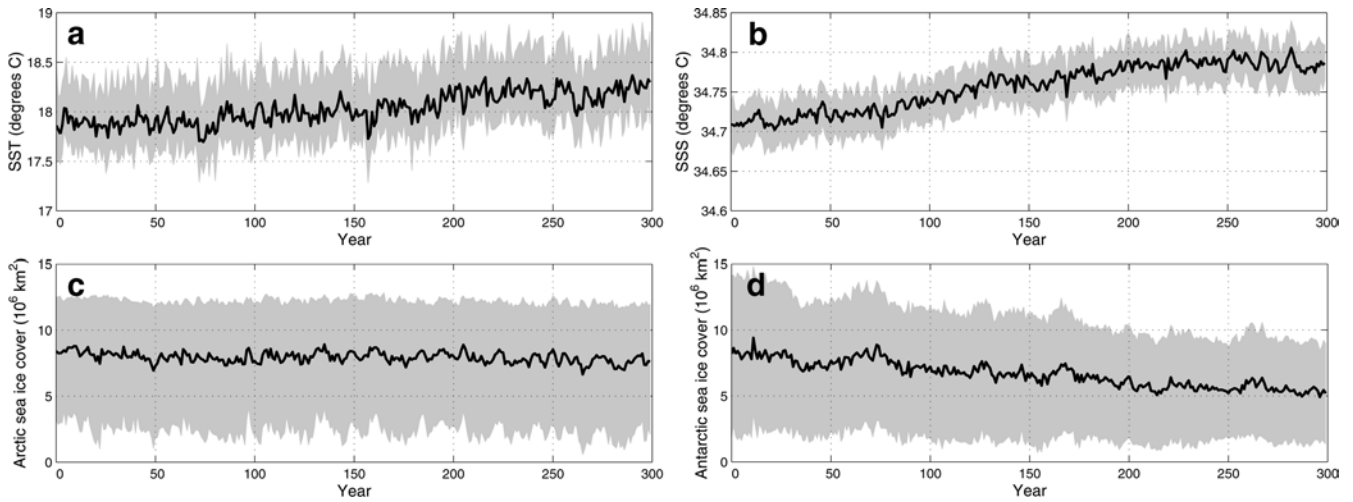 a
SST (degrees C)
19
18.5
18
17.5
17
0 50 100 150 200 250 300
Year
b
SSS (degrees C)
34.85
34.8
34.75
34.7
34.65
34.6
0 50 100 150 200 250 300
Year
c
Arctic sea ice cover (10⁶ km²)
15
10
5
0
0 50 100 150 200 250 300
Year
d
Antarctic sea ice cover (10⁶ km²)
15
10
5
0
0 50 100 150 200 250 300
Year